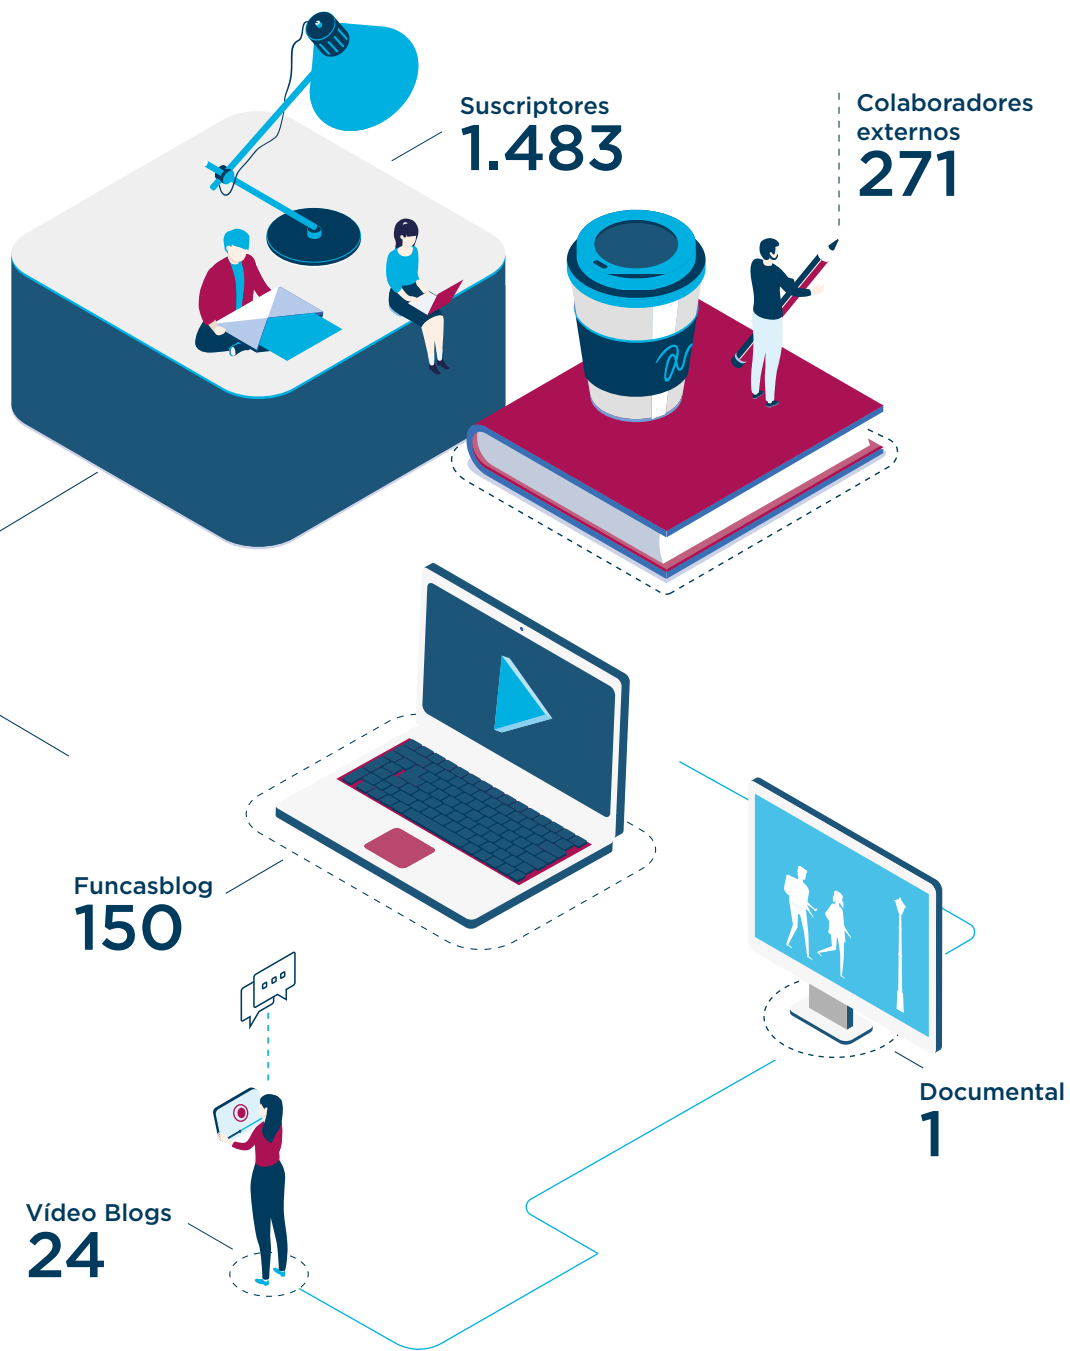 Suscriptores
1.483
Colaboradores
externos
271
Funcasblog
150
Documental
1
Vídeo Blogs
24